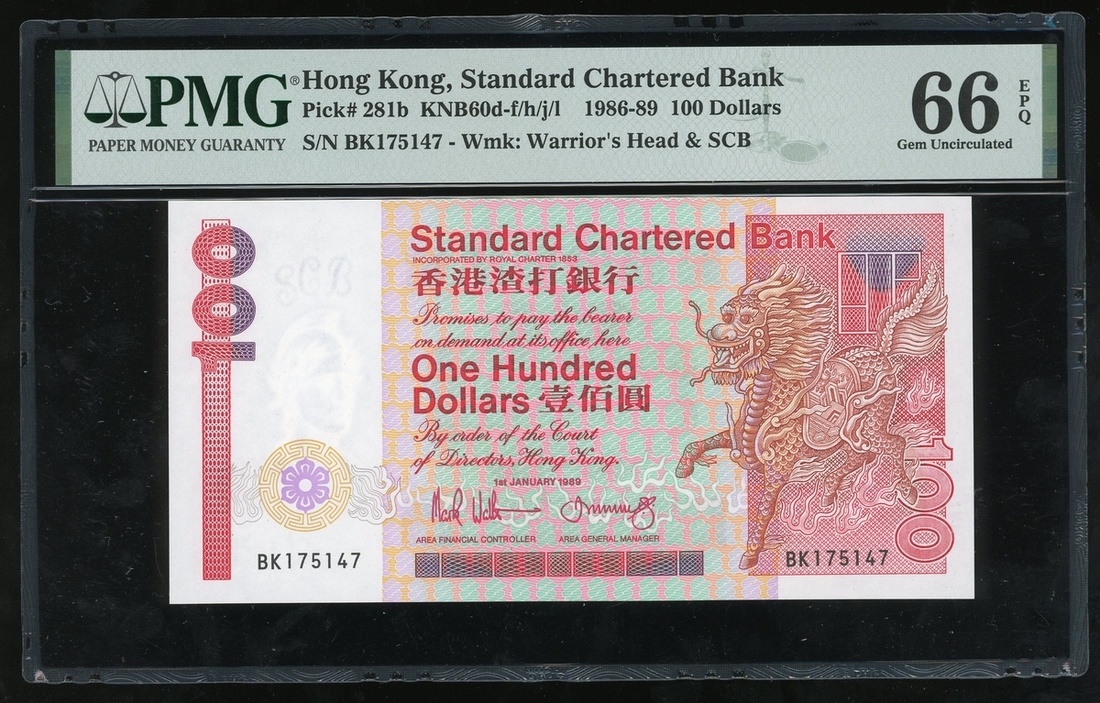 PMG®
PAPER MONEY GUARANTY
Hong Kong, Standard Chartered Bank
Pick# 281b KNB60d-f/h/j/l 1986-89 100 Dollars
S/N BK175147 - Wmk: Warrior's Head & SCB
66
EPQ
Gem Uncirculated
100
SCB
Standard Chartered Bank
INCORPORATED BY ROYAL CHARTER 1853
香港渣打銀行
Promises to pay the bearer
on demand at its office here
One Hundred
Dollars 壹佰圓
By order of the Court
of Directors, Hong Kong.
1st JANUARY 1989
AREA FINANCIAL CONTROLLER AREA GENERAL MANAGER
BK175147
BK175147
100